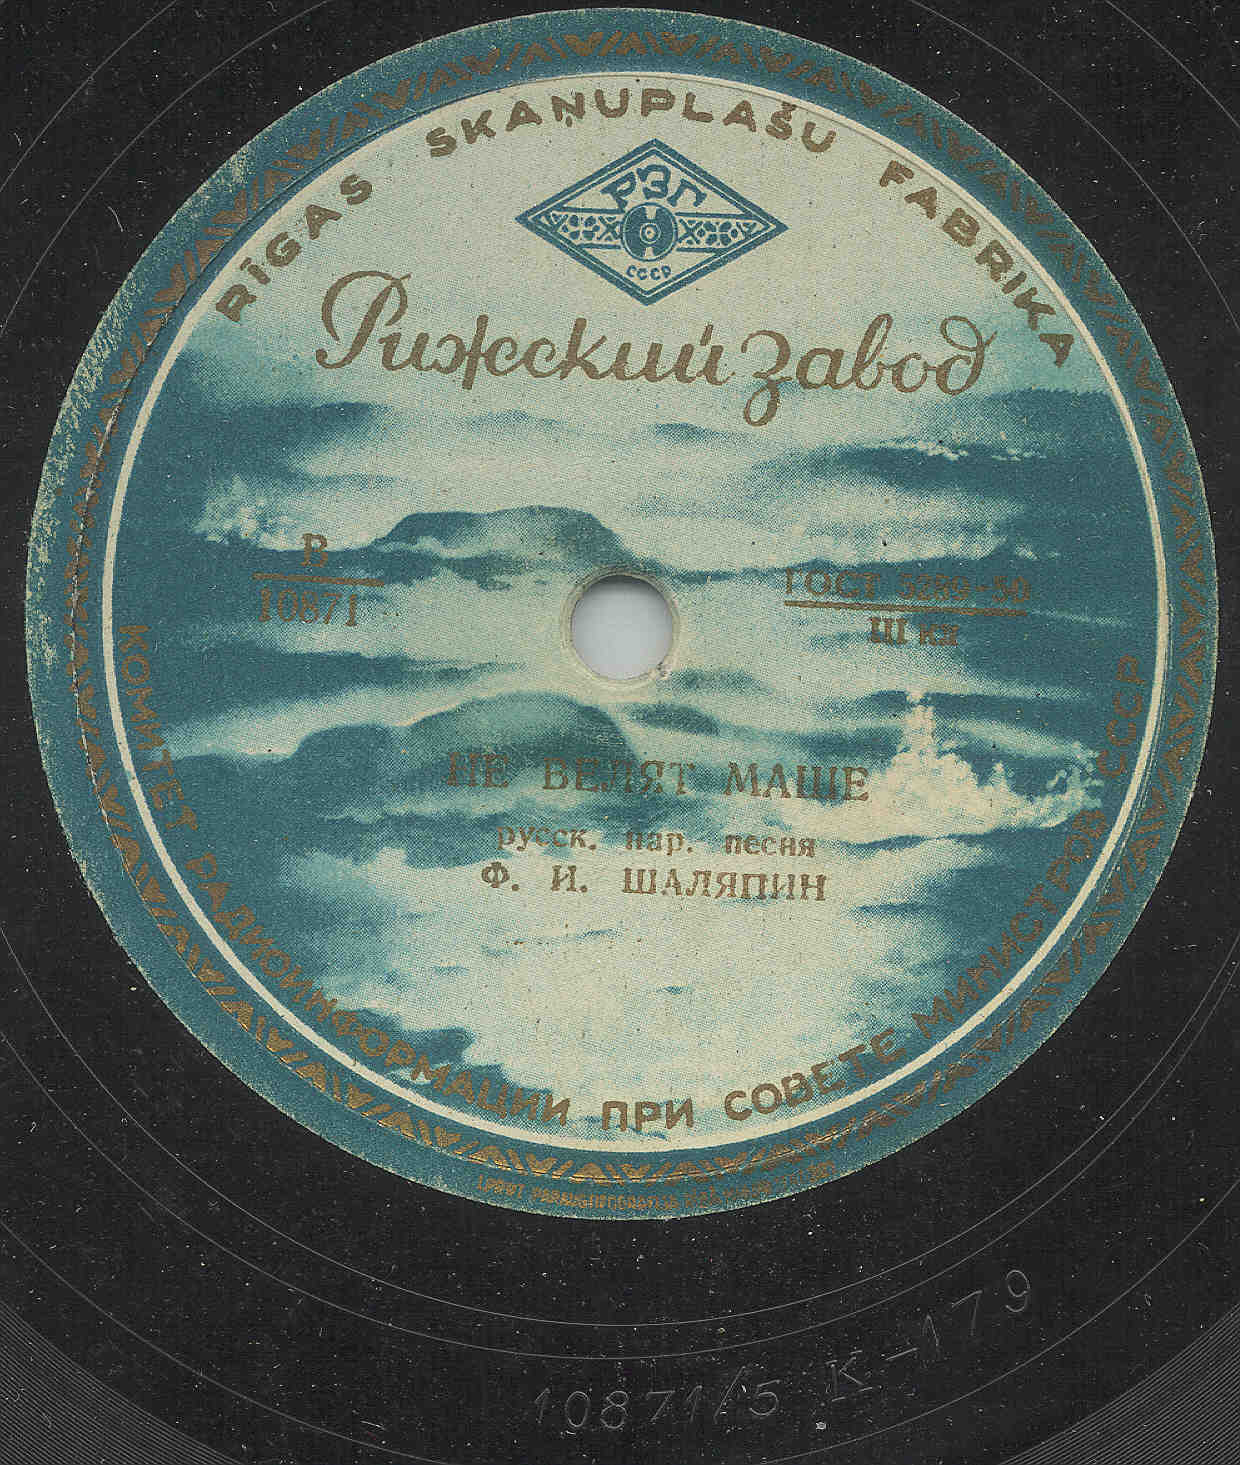 RĪGAS SKAŅUPLAŠU FABRIKA
РЗГ
СССР
Рижский завод
В
10871
ГОСТ 5289-50
Ш кл
НЕ ВЕЛЯТ МАШЕ
русск. нар. песня
Ф. И. ШАЛЯПИН
КОМИТЕТ РАДИОИНФОРМАЦИИ ПРИ СОВЕТЕ МИНИСТРОВ СССР
10871/5 К-179